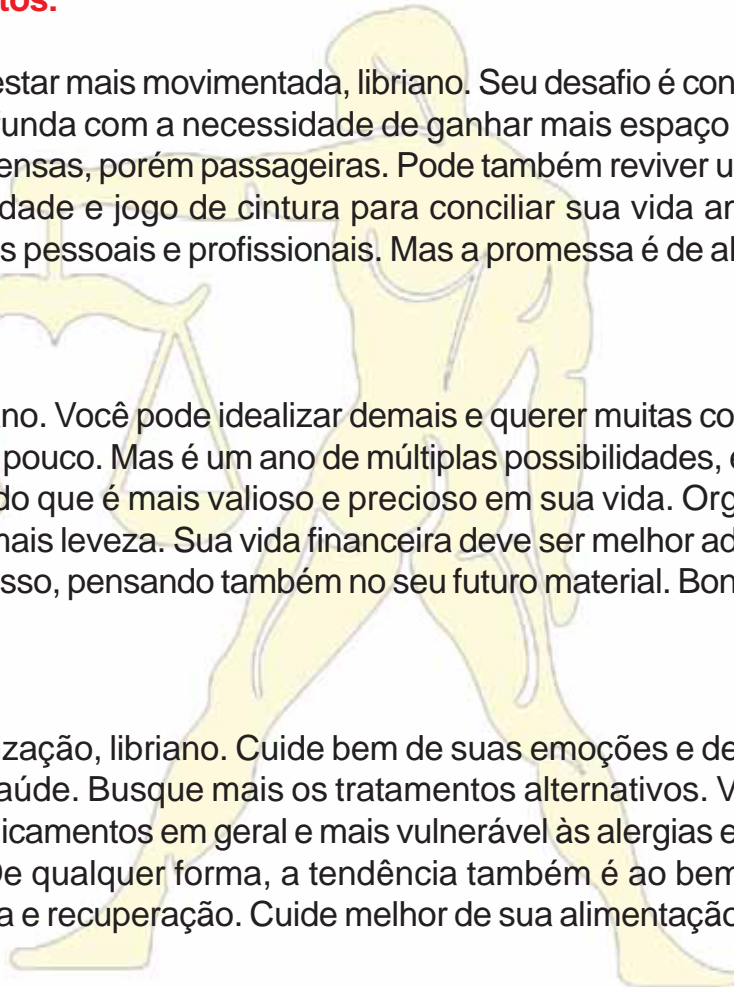 tos.
estar mais movimentada, libriano. Seu desafio é con
funda com a necessidade de ganhar mais espaço
ensas, porém passageiras. Pode também reviver u
dade e jogo de cintura para conciliar sua vida ar
s pessoais e profissionais. Mas a promessa é de al
no. Você pode idealizar demais e querer muitas co
pouco. Mas é um ano de múltiplas possibilidades, e
do que é mais valioso e precioso em sua vida. Org
mais leveza. Sua vida financeira deve ser melhor ad
sso, pensando também no seu futuro material. Bon
ização, libriano. Cuide bem de suas emoções e de
aúde. Busque mais os tratamentos alternativos. V
dicamentos em geral e mais vulnerável às alergias e
De qualquer forma, a tendência também é ao bem
a e recuperação. Cuide melhor de sua alimentação